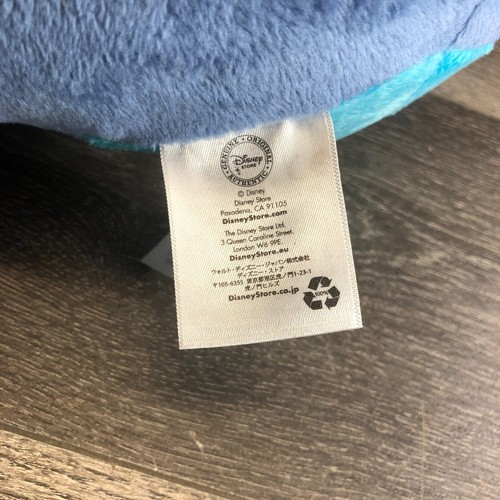 GENUINE • ORIGINAL • AUTHENTIC •
Disney
STORE
© Disney
Disney Store
Pasadena, CA 91105
DisneyStore.com
The Disney Store Ltd.
3 Queen Caroline Street,
London W6 9PE.
DisneyStore.eu
ウォルト・ディズニー・ジャパン株式会社
ディズニー・ストア
〒105-6355 東京都港区虎ノ門1-23-1
虎ノ門ヒルズ
DisneyStore.co.jp
100%